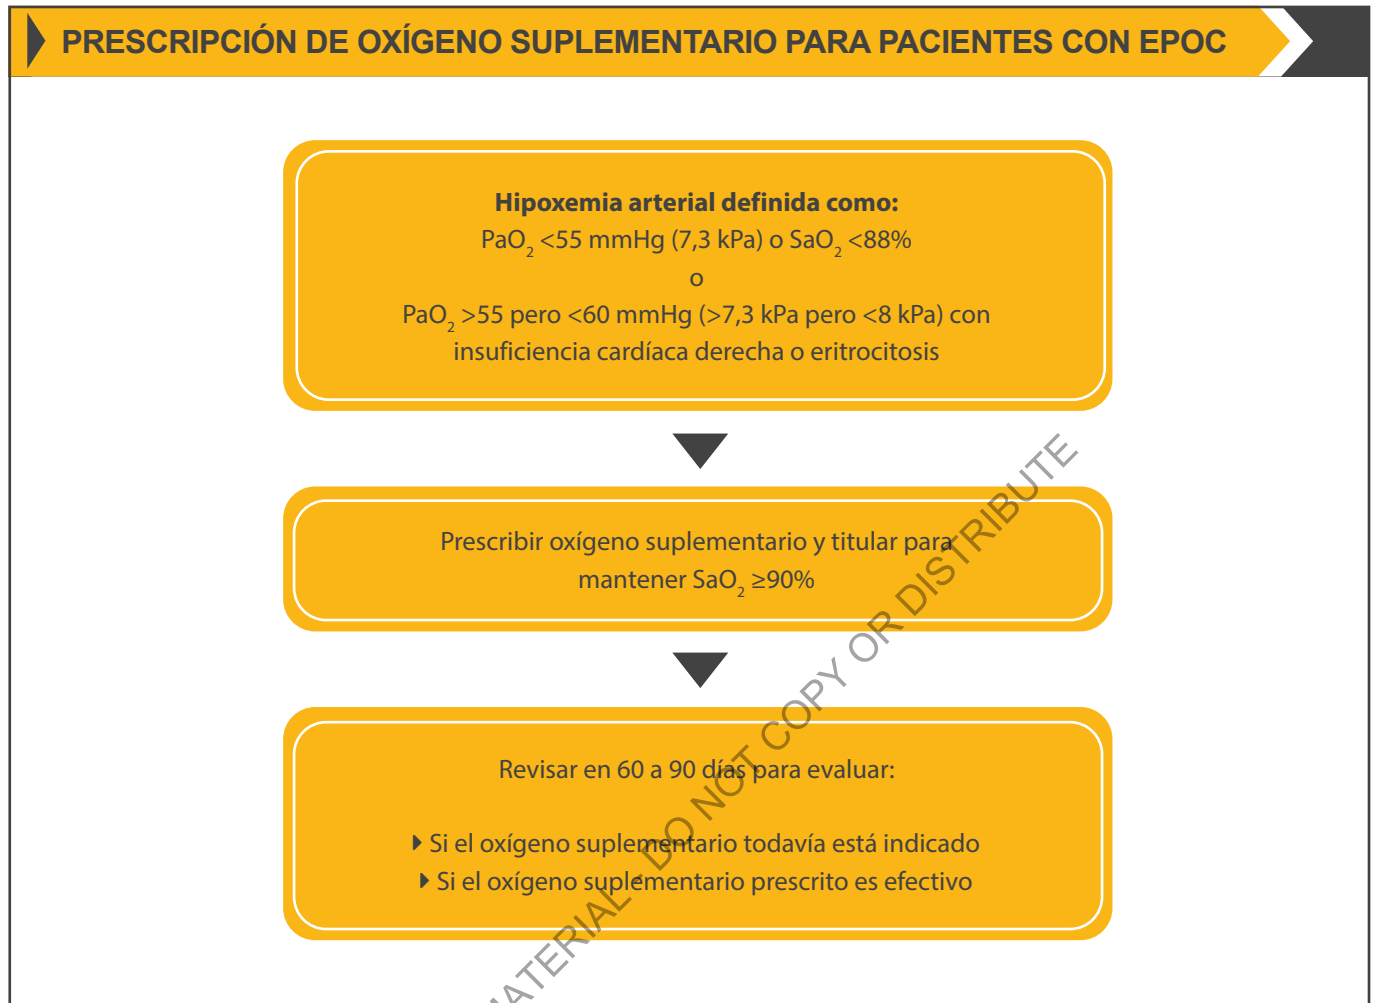 PRESCRIPCIÓN DE OXÍGENO SUPLEMENTARIO PARA PACIENTES CON EPOC
Hipoxemia arterial definida como:
PaO₂ <55 mmHg (7,3 kPa) o SaO₂ <88%
o
PaO₂ >55 pero <60 mmHg (>7,3 kPa pero <8 kPa) con
insuficiencia cardíaca derecha o eritrocitosis
Prescribir oxígeno suplementario y titular para
mantener SaO₂ ≥90%
Revisar en 60 a 90 días para evaluar:
Si el oxígeno suplementario todavía está indicado
Si el oxígeno suplementario prescrito es efectivo
MATERIAL - DO NOT COPY OR DISTRIBUTE